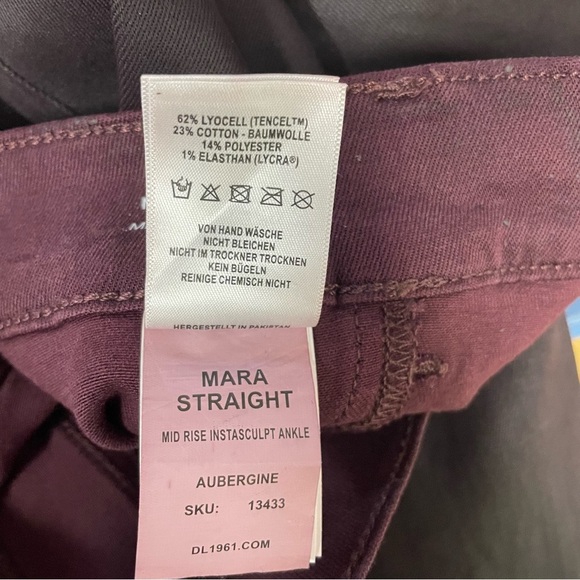 62% LYOCELL (TENCEL™)
23% COTTON - BAUMWOLLE
14% POLYESTER
1% ELASTHAN (LYCRA®)
VON HAND WÄSCHE
NICHT BLEICHEN
NICHT IM TROCKNER TROCKNEN
KEIN BÜGELN
REINIGE CHEMISCH NICHT
HERGESTELLT IN PAKISTAN
MARA
STRAIGHT
MID RISE INSTASCULPT ANKLE
AUBERGINE
SKU: 13433
DL1961.COM